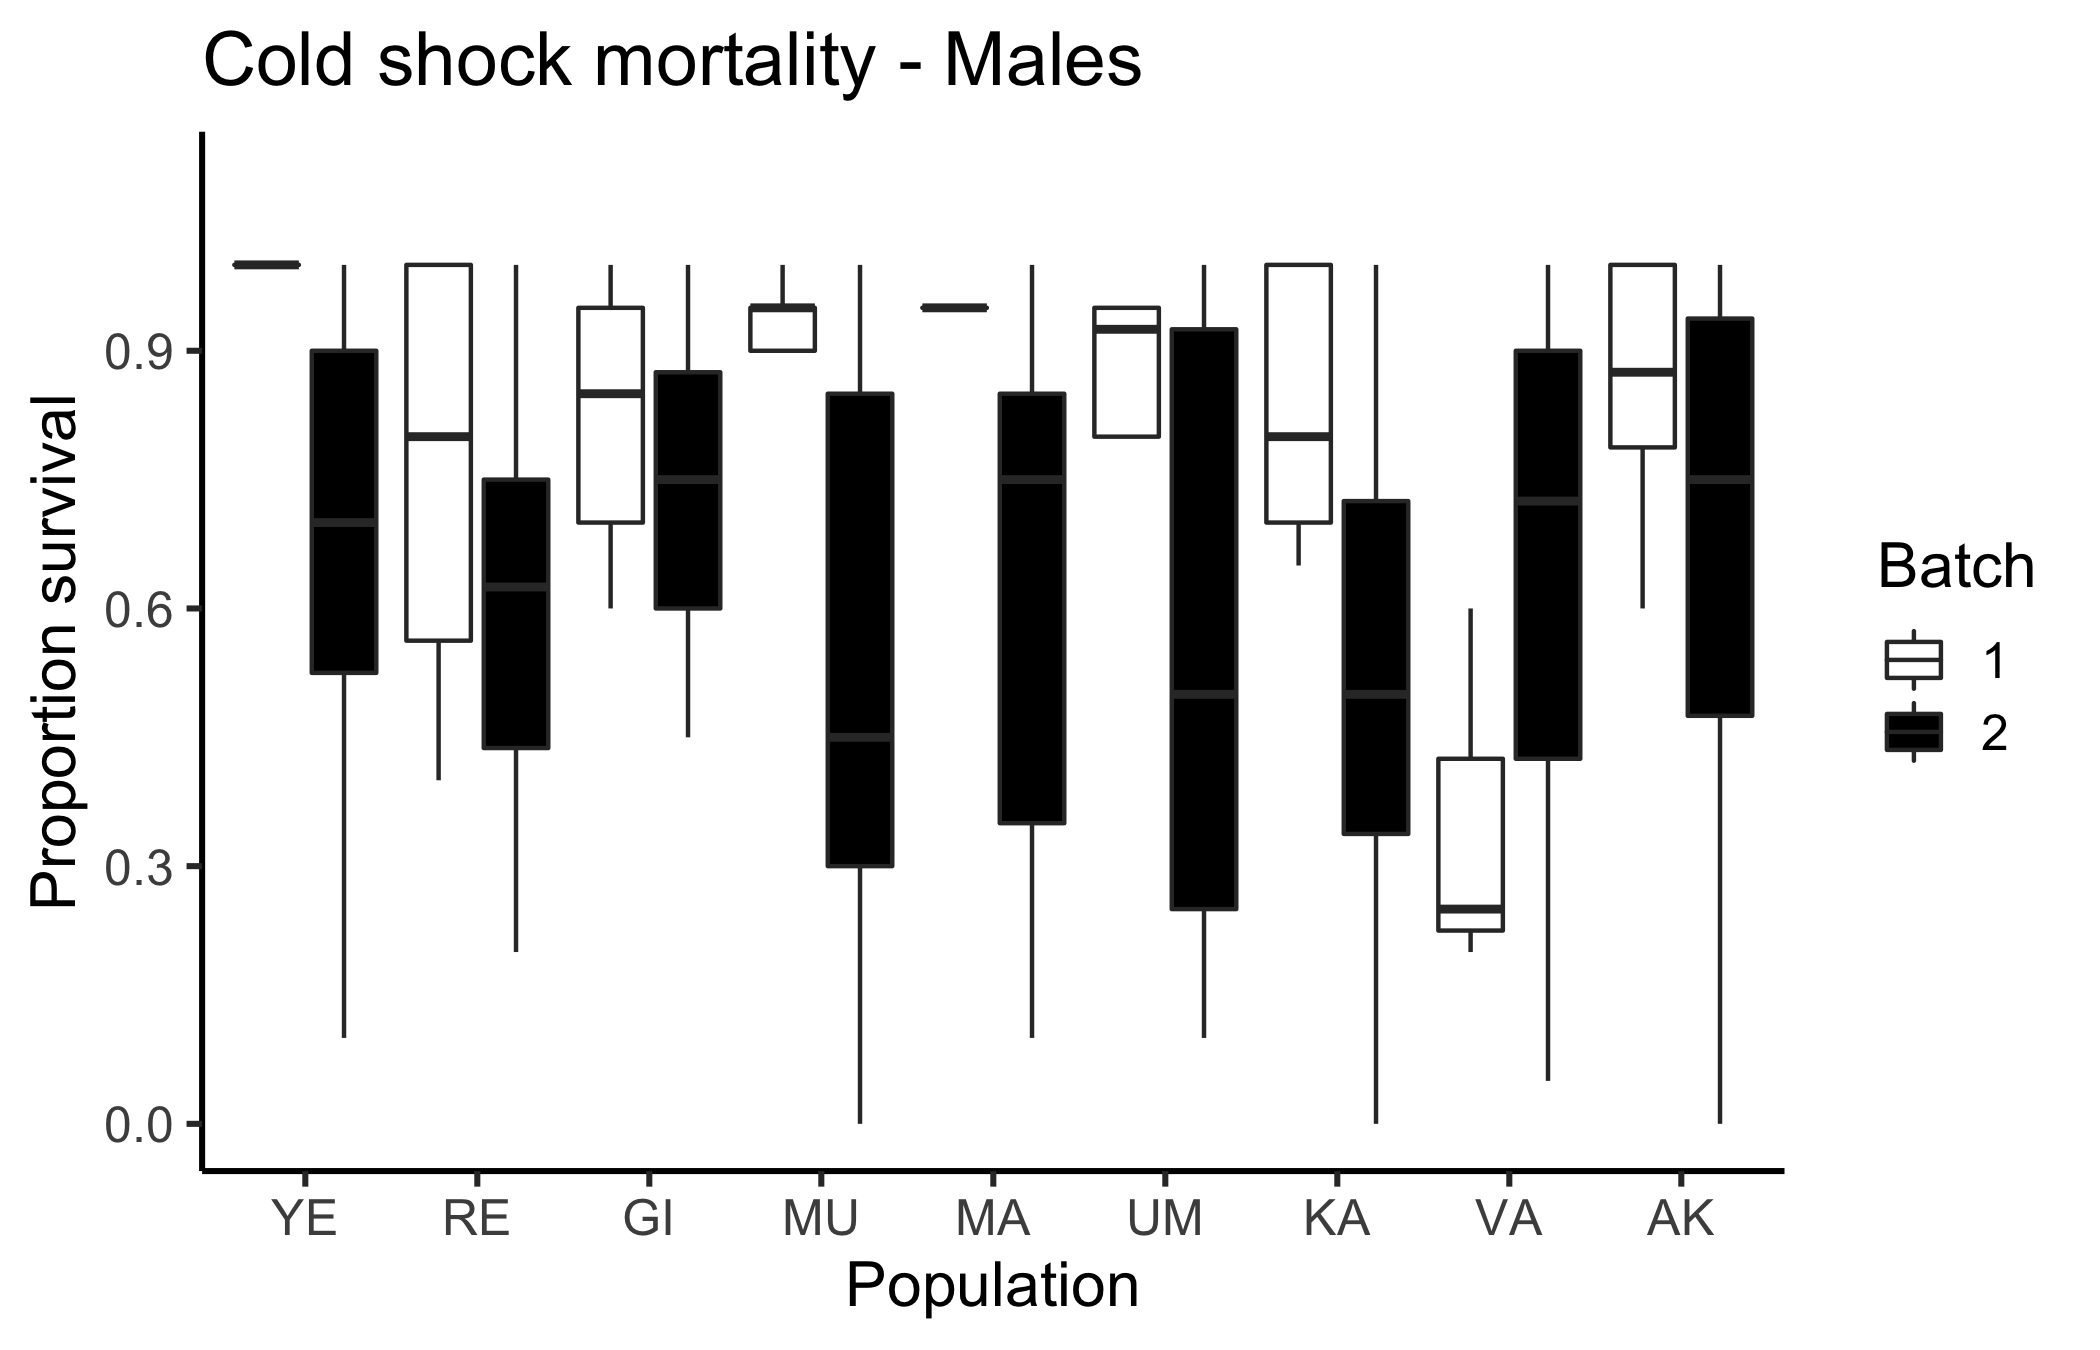 Cold shock mortality - Males
Proportion survival
0.9
0.6
0.3
0.0
YE RE GI MU MA UM KA VA AK
Population
Batch
1
2